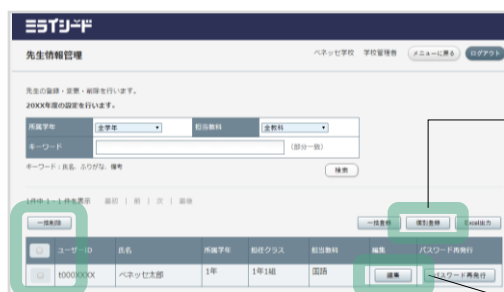 ミライシード
先生情報管理 ベネッセ学校 学校管理者 メニューに戻る ログアウト
先生の登録・変更・削除を行います。
20XX年度の設定を行います。
所属学年 全学年 担当教科 全教科
キーワード (部分一致)
キーワード:氏名、ふりがな、備考 検索
1件中 1－1 件を表示 最初 | 前 | 次 | 最後
一括削除 一括登録 個別登録 Excel出力
ユーザーID 氏名 所属学年 担任クラス 担当教科 編集 パスワード再発行
t000XXXX ベネッセ太郎 1年 1年1組 国語 編集 パスワード再発行